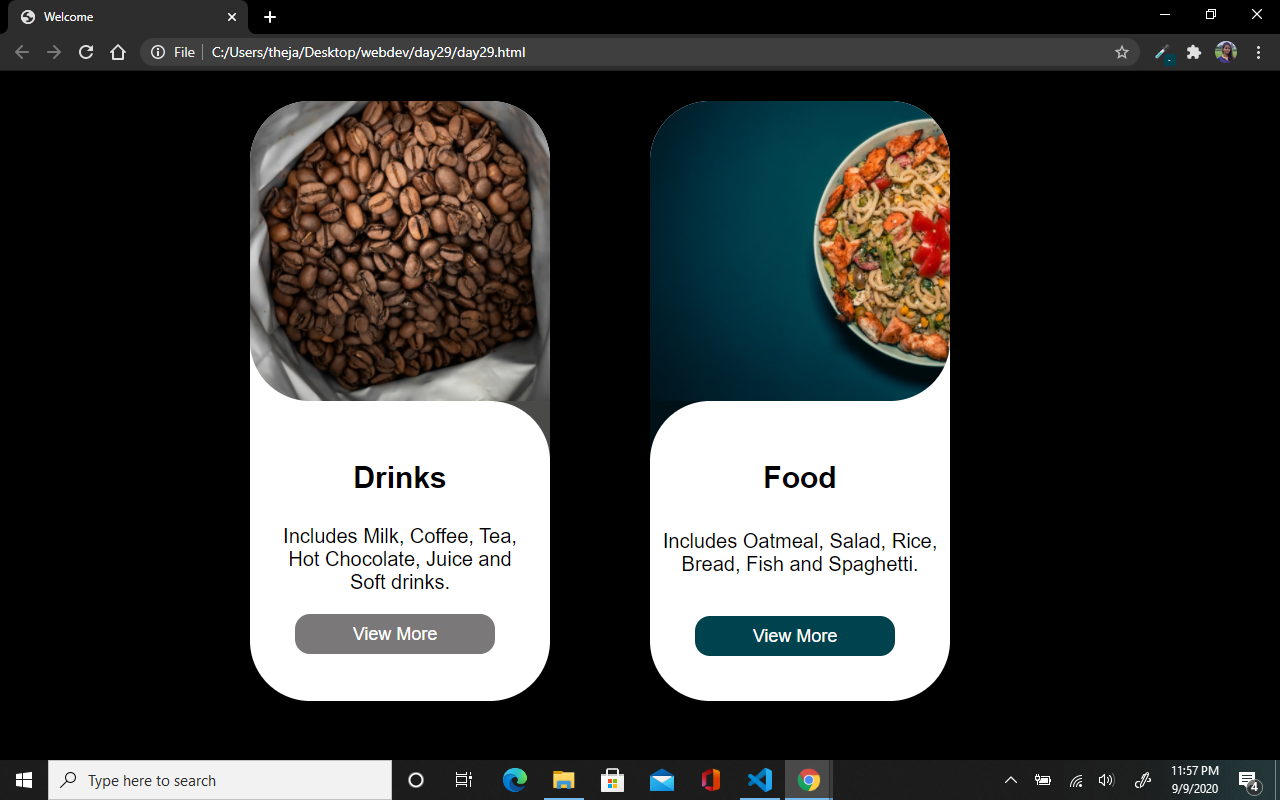 Welcome
File
C:/Users/theja/Desktop/webdev/day29/day29.html
Drinks
Includes Milk, Coffee, Tea,
Hot Chocolate, Juice and
Soft drinks.
View More
Food
Includes Oatmeal, Salad, Rice,
Bread, Fish and Spaghetti.
View More
Type here to search
11:57 PM
9/9/2020
4